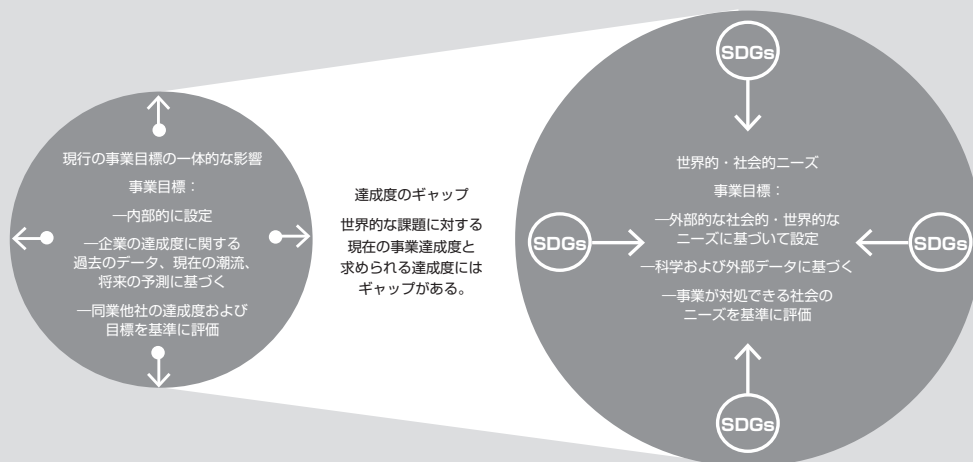 現行の事業目標の一体的な影響
事業目標：
―内部的に設定
―企業の達成度に関する
過去のデータ、現在の潮流、
将来の予測に基づく
―同業他社の達成度および
目標を基準に評価
達成度のギャップ
世界的な課題に対する
現在の事業達成度と
求められる達成度には
ギャップがある。
SDGs
世界的・社会的ニーズ
事業目標：
―外部的な社会的・世界的な
ニーズに基づいて設定
―科学および外部データに基づく
―事業が対処できる社会の
ニーズを基準に評価
SDGs
SDGs
SDGs